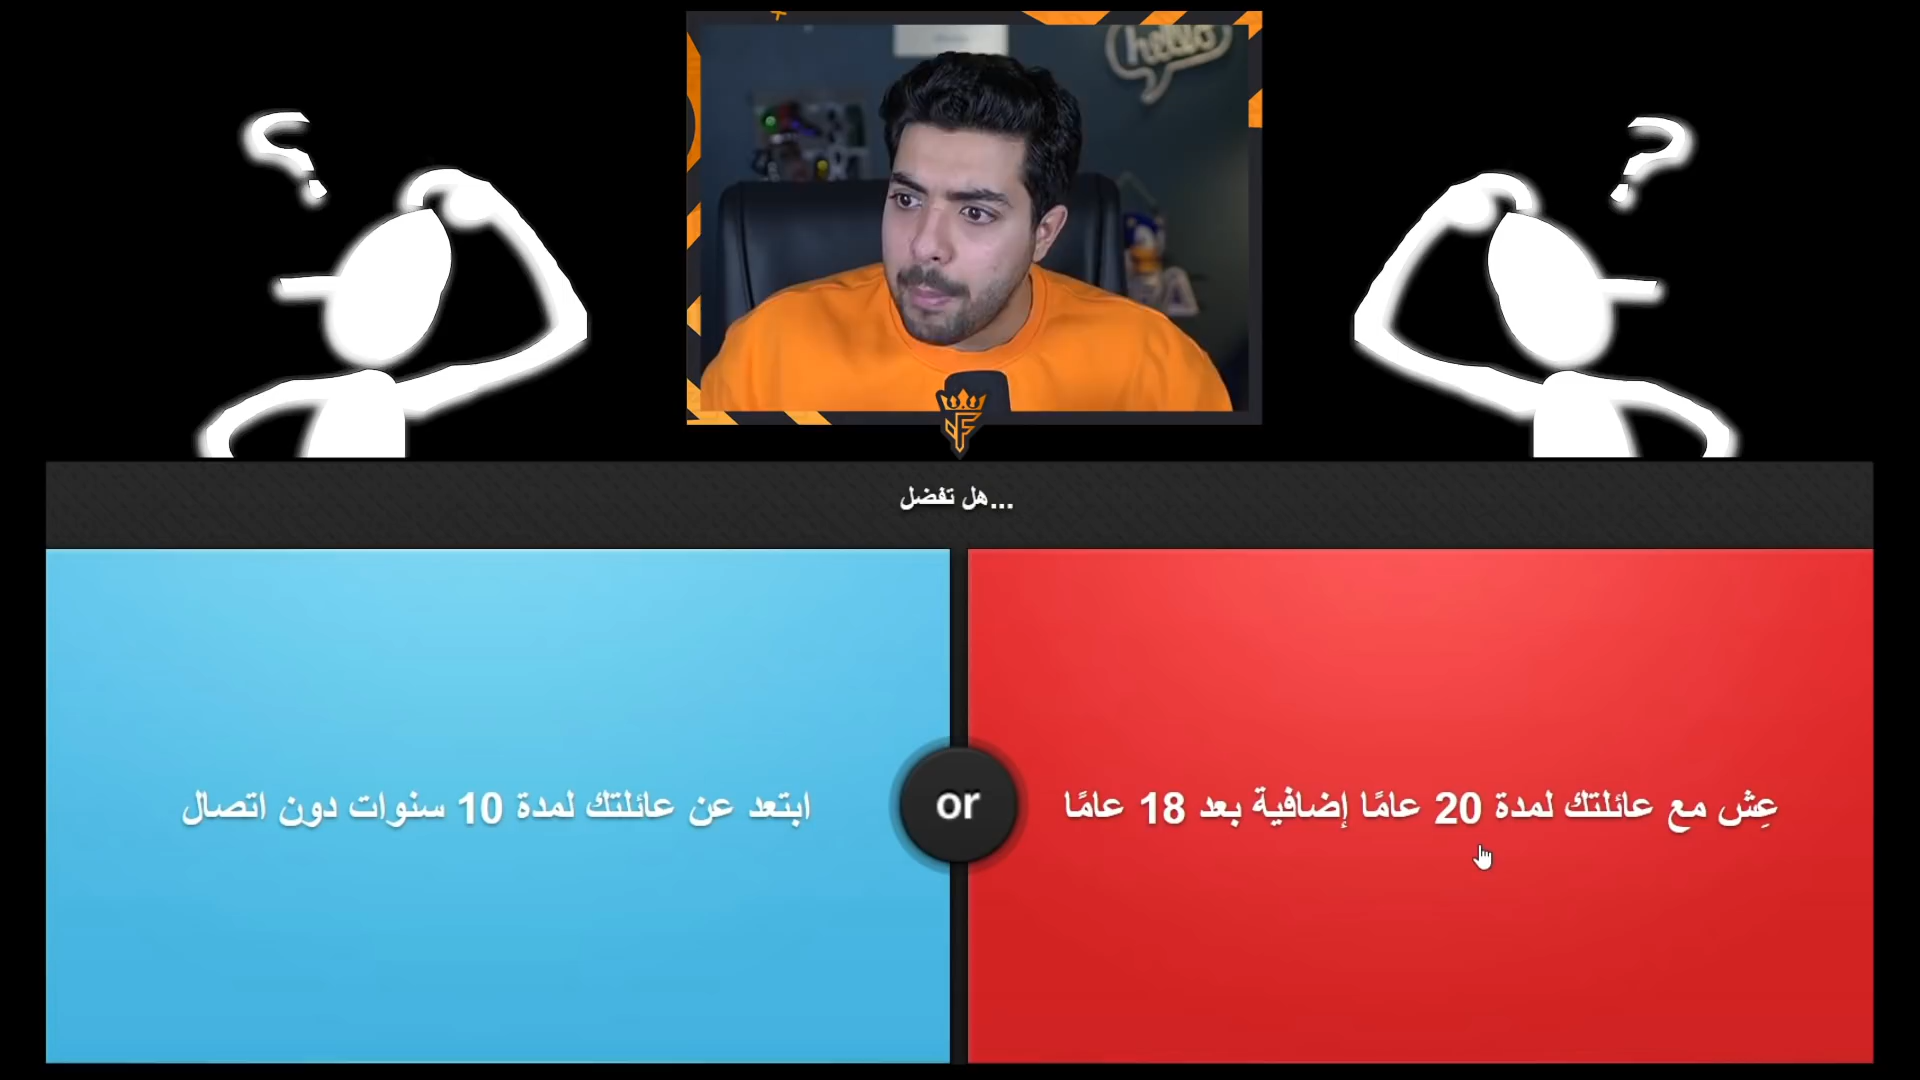 hello
هل تفضل...
ابتعد عن عائلتك لمدة 10 سنوات دون اتصال
or
عِش مع عائلتك لمدة 20 عامًا إضافية بعد 18 عامًا